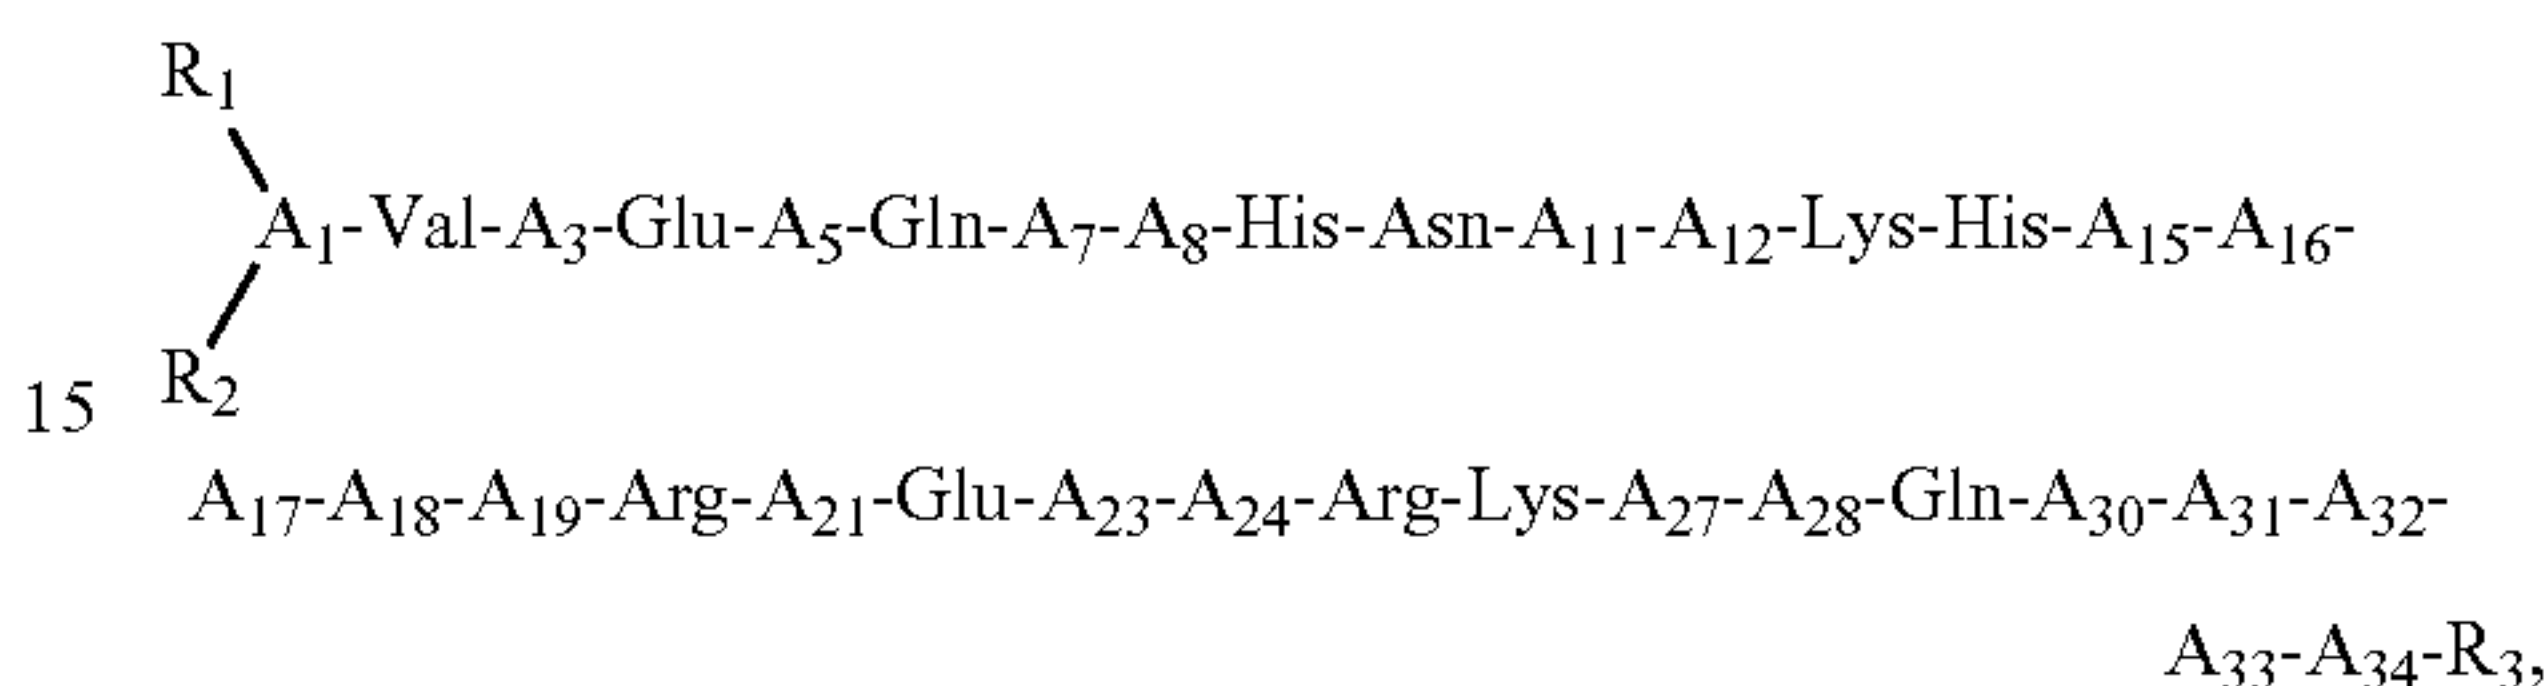 R₁
A₁-Val-A₃-Glu-A₅-Gln-A₇-A₈-His-Asn-A₁₁-A₁₂-Lys-His-A₁₅-A₁₆-
R₂
15
A₁₇-A₁₈-A₁₉-Arg-A₂₁-Glu-A₂₃-A₂₄-Arg-Lys-A₂₇-A₂₈-Gln-A₃₀-A₃₁-A₃₂-
A₃₃-A₃₄-R₃,